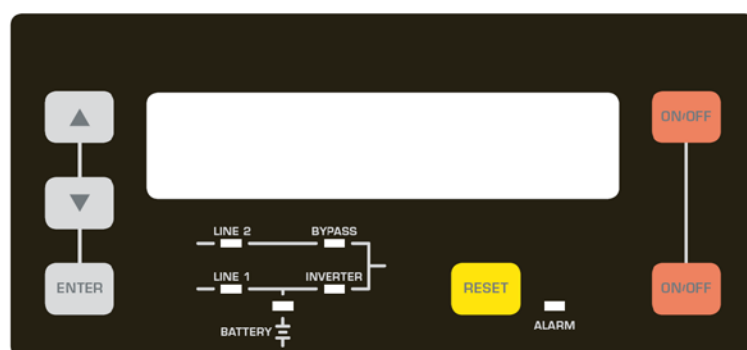 ON/OFF
LINE 2 BYPASS
ENTER LINE 1 INVERTER RESET ON/OFF
BATTERY ALARM